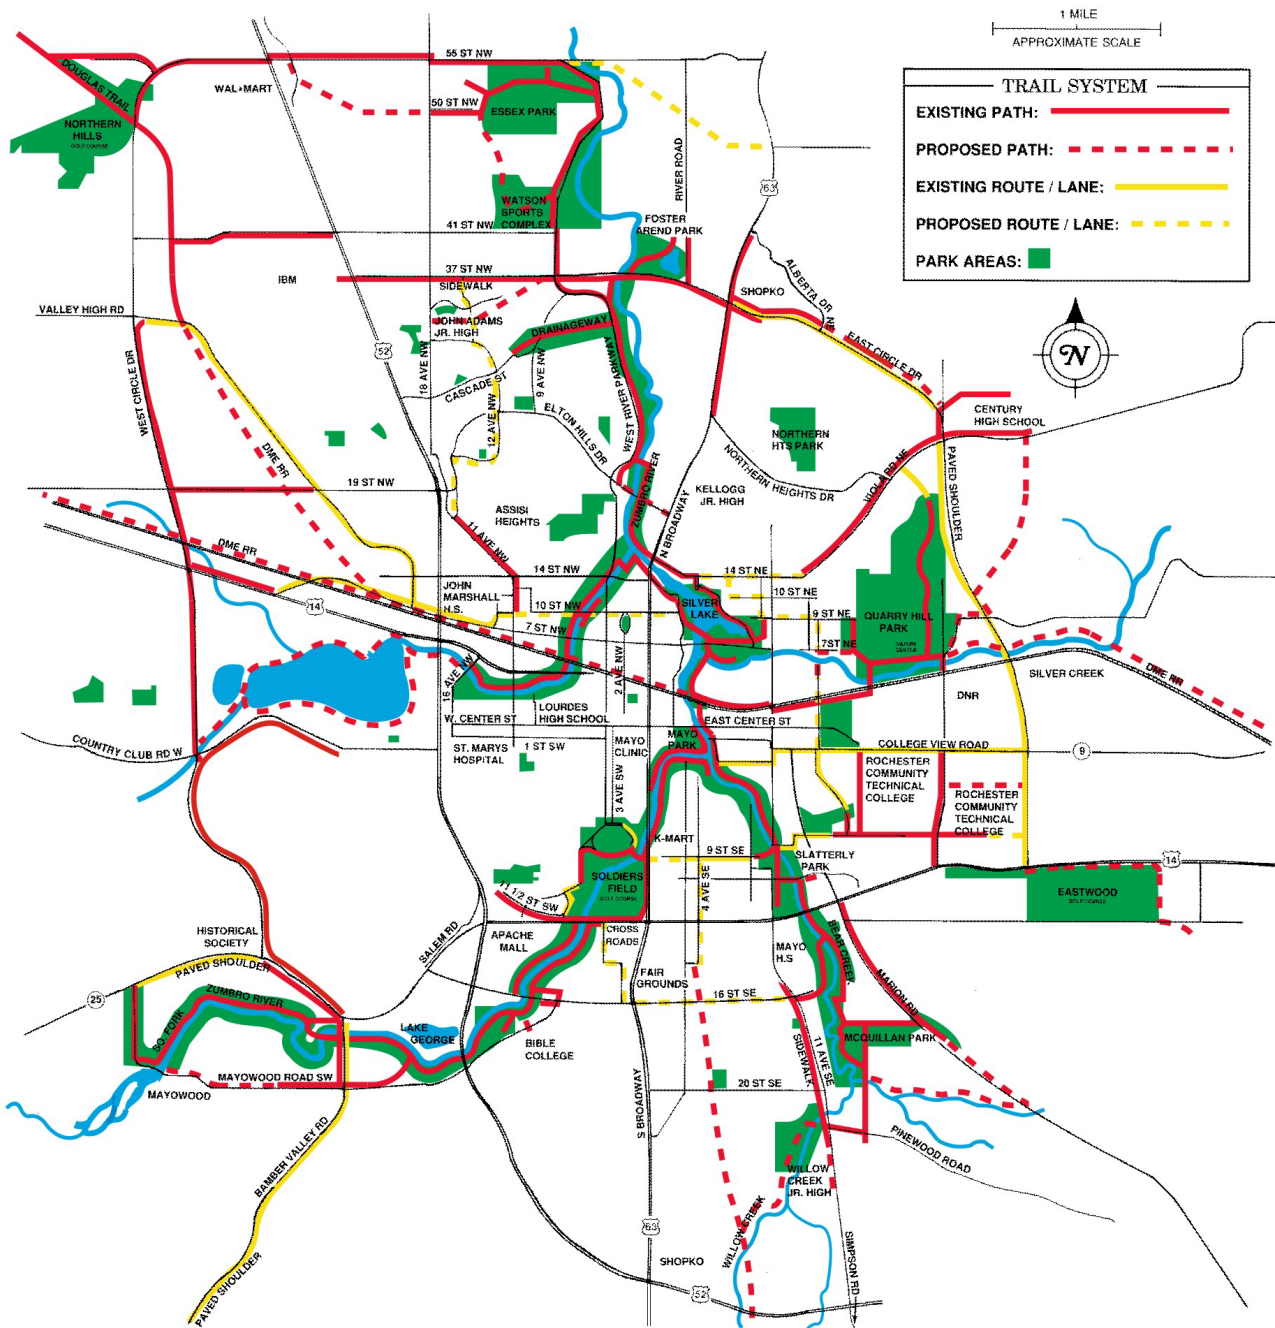 1 MILE
APPROXIMATE SCALE
TRAIL SYSTEM
EXISTING PATH:
PROPOSED PATH:
EXISTING ROUTE / LANE:
PROPOSED ROUTE / LANE:
PARK AREAS:
N
55 ST NW
DOUGLAS TRAIL
WAL★MART
50 ST NW
ESSEX PARK
NORTHERN
HILLS
GOLF COURSE
RIVER ROAD
63
WATSON
SPORTS
COMPLEX
41 ST NW
FOSTER
AREND PARK
37 ST NW
IBM
SIDEWALK
SHOPKO
ALBERTA DR NE
VALLEY HIGH RD
JOHN ADAMS
JR. HIGH
DRAINAGEWAY
EAST CIRCLE DR
52
18 AVE NW
CASCADE ST
9 AVE NW
WEST RIVER PARKWAY
WEST CIRCLE DR
12 AVE NW
ELTON HILLS DR
CENTURY
HIGH SCHOOL
NORTHERN
HTS PARK
DME RR
NORTHERN HEIGHTS DR
VIOLA RD NE
PAVED SHOULDER
19 ST NW
ZUMBRO RIVER
KELLOGG
JR. HIGH
N BROADWAY
ASSISI
HEIGHTS
11 AVE NW
DME RR
14 ST NW
14 ST NE
JOHN
MARSHALL
H.S.
10 ST NE
14
10 ST NW
SILVER
LAKE
9 ST NE
QUARRY HILL
PARK
NATURE
CENTER
7 ST NW
7 ST NE
16 AVE NW
2 AVE NW
SILVER CREEK
DME RR
DNR
LOURDES
HIGH SCHOOL
W. CENTER ST
EAST CENTER ST
MAYO
PARK
MAYO
CLINIC
COUNTRY CLUB RD W
ST. MARYS
HOSPITAL
1 ST SW
COLLEGE VIEW ROAD
9
3 AVE SW
ROCHESTER
COMMUNITY
TECHNICAL
COLLEGE
ROCHESTER
COMMUNITY
TECHNICAL
COLLEGE
K-MART
9 ST SE
SLATTERLY
PARK
14
SOLDIERS
FIELD
GOLF COURSE
4 AVE SE
EASTWOOD
GOLF COURSE
11 1/2 ST SW
HISTORICAL
SOCIETY
SALEM RD
APACHE
MALL
CROSS
ROADS
MAYO
H.S
BEAR CREEK
PAVED SHOULDER
FAIR
GROUNDS
MARION RD
25
ZUMBRO RIVER
16 ST SE
SO. FORK
LAKE
GEORGE
BIBLE
COLLEGE
SIDEWALK
11 AVE SE
MCQUILLAN PARK
MAYOWOOD ROAD SW
MAYOWOOD
20 ST SE
S BROADWAY
BAMBER VALLEY RD
PINEWOOD ROAD
WILLOW
CREEK
JR. HIGH
WILLOW CREEK
63
SHOPKO
SIMPSON RD
PAVED SHOULDER
52